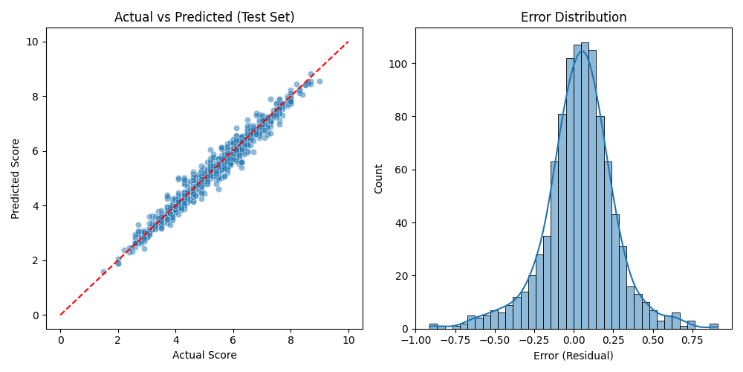 Actual vs Predicted (Test Set)
Predicted Score
10
8
6
4
2
0
0 2 4 6 8 10
Actual Score
Error Distribution
Count
100
80
60
40
20
0
−1.00 −0.75 −0.50 −0.25 0.00 0.25 0.50 0.75
Error (Residual)